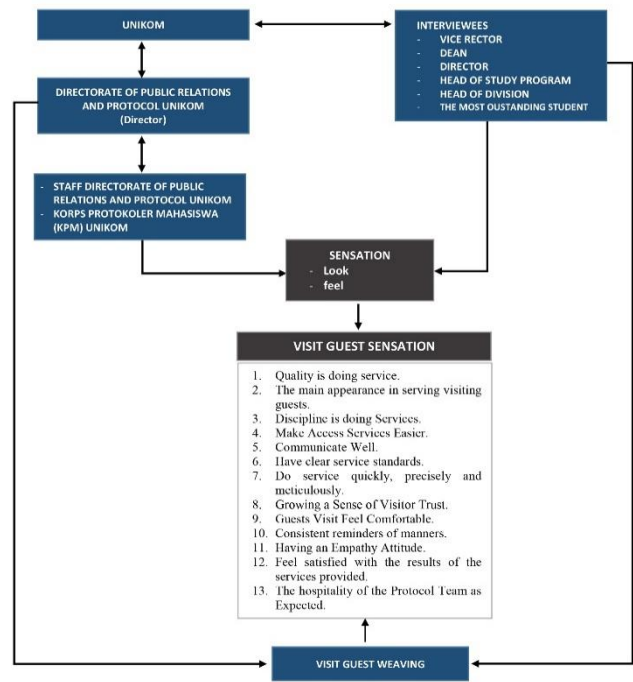 UNIKOM
INTERVIEWEES
- VICE RECTOR
- DEAN
- DIRECTOR
- HEAD OF STUDY PROGRAM
- HEAD OF DIVISION
- THE MOST OUSTANDING STUDENT
DIRECTORATE OF PUBLIC RELATIONS
AND PROTOCOL UNIKOM
(Director)
- STAFF DIRECTORATE OF PUBLIC
RELATIONS AND PROTOCOL UNIKOM
- KORPS PROTOKOLER MAHASISWA
(KPM) UNIKOM
SENSATION
- Look
- feel
VISIT GUEST SENSATION
1. Quality is doing service.
2. The main appearance in serving visiting
guests.
3. Discipline is doing Services.
4. Make Access Services Easier.
5. Communicate Well.
6. Have clear service standards.
7. Do service quickly, precisely and
meticulously.
8. Growing a Sense of Visitor Trust.
9. Guests Visit Feel Comfortable.
10. Consistent reminders of manners.
11. Having an Empathy Attitude.
12. Feel satisfied with the results of the
services provided.
13. The hospitality of the Protocol Team as
Expected.
VISIT GUEST WEAVING